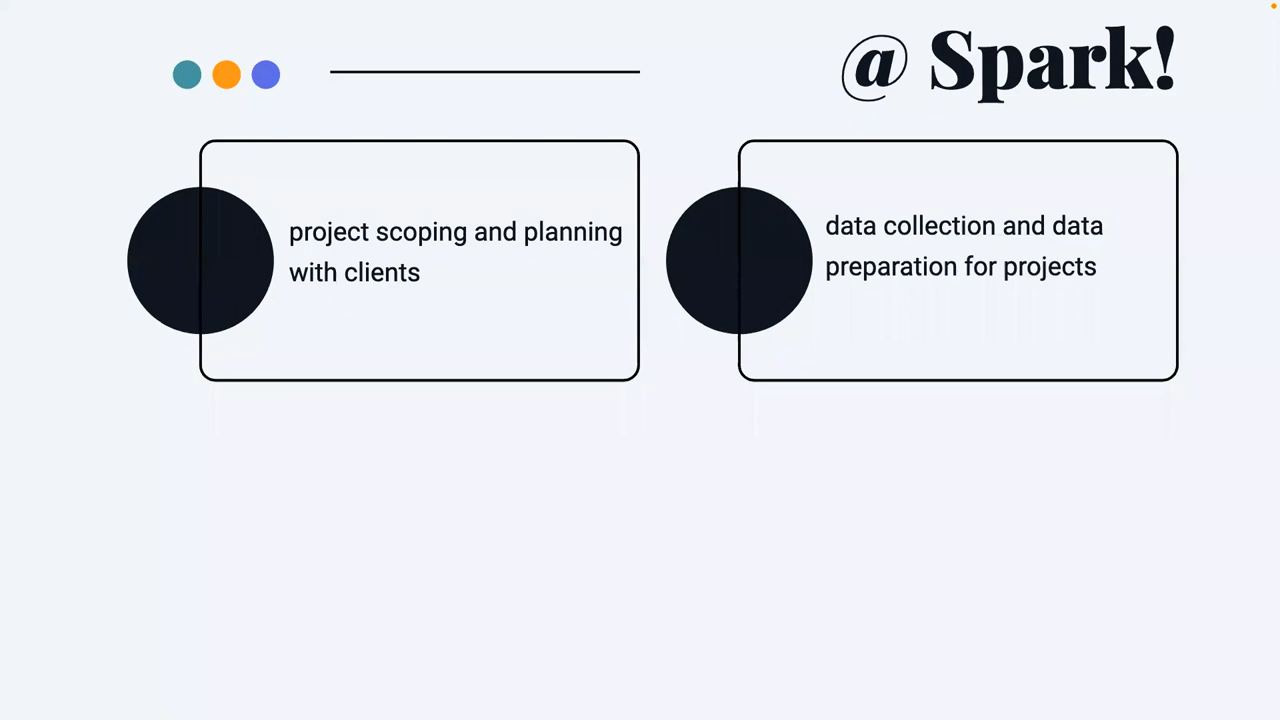 @ Spark!
project scoping and planning
with clients
data collection and data
preparation for projects